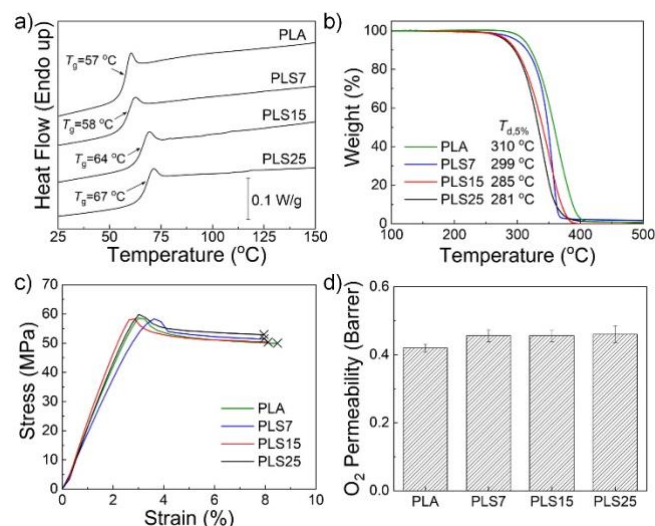 a)
Heat Flow (Endo up)
PLA
Tg=57 °C
PLS7
Tg=58 °C
PLS15
Tg=64 °C
PLS25
Tg=67 °C
0.1 W/g
25 50 75 100 125 150
Temperature (°C)
b)
Weight (%)
100
80
60
40
20
0
Td,5%
PLA 310 °C
PLS7 299 °C
PLS15 285 °C
PLS25 281 °C
100 200 300 400 500
Temperature (°C)
c)
Stress (MPa)
70
60
50
40
30
20
10
0
PLA
PLS7
PLS15
PLS25
0 2 4 6 8 10
Strain (%)
d)
O2 Permeability (Barrer)
0.6
0.4
0.2
0.0
PLA PLS7 PLS15 PLS25